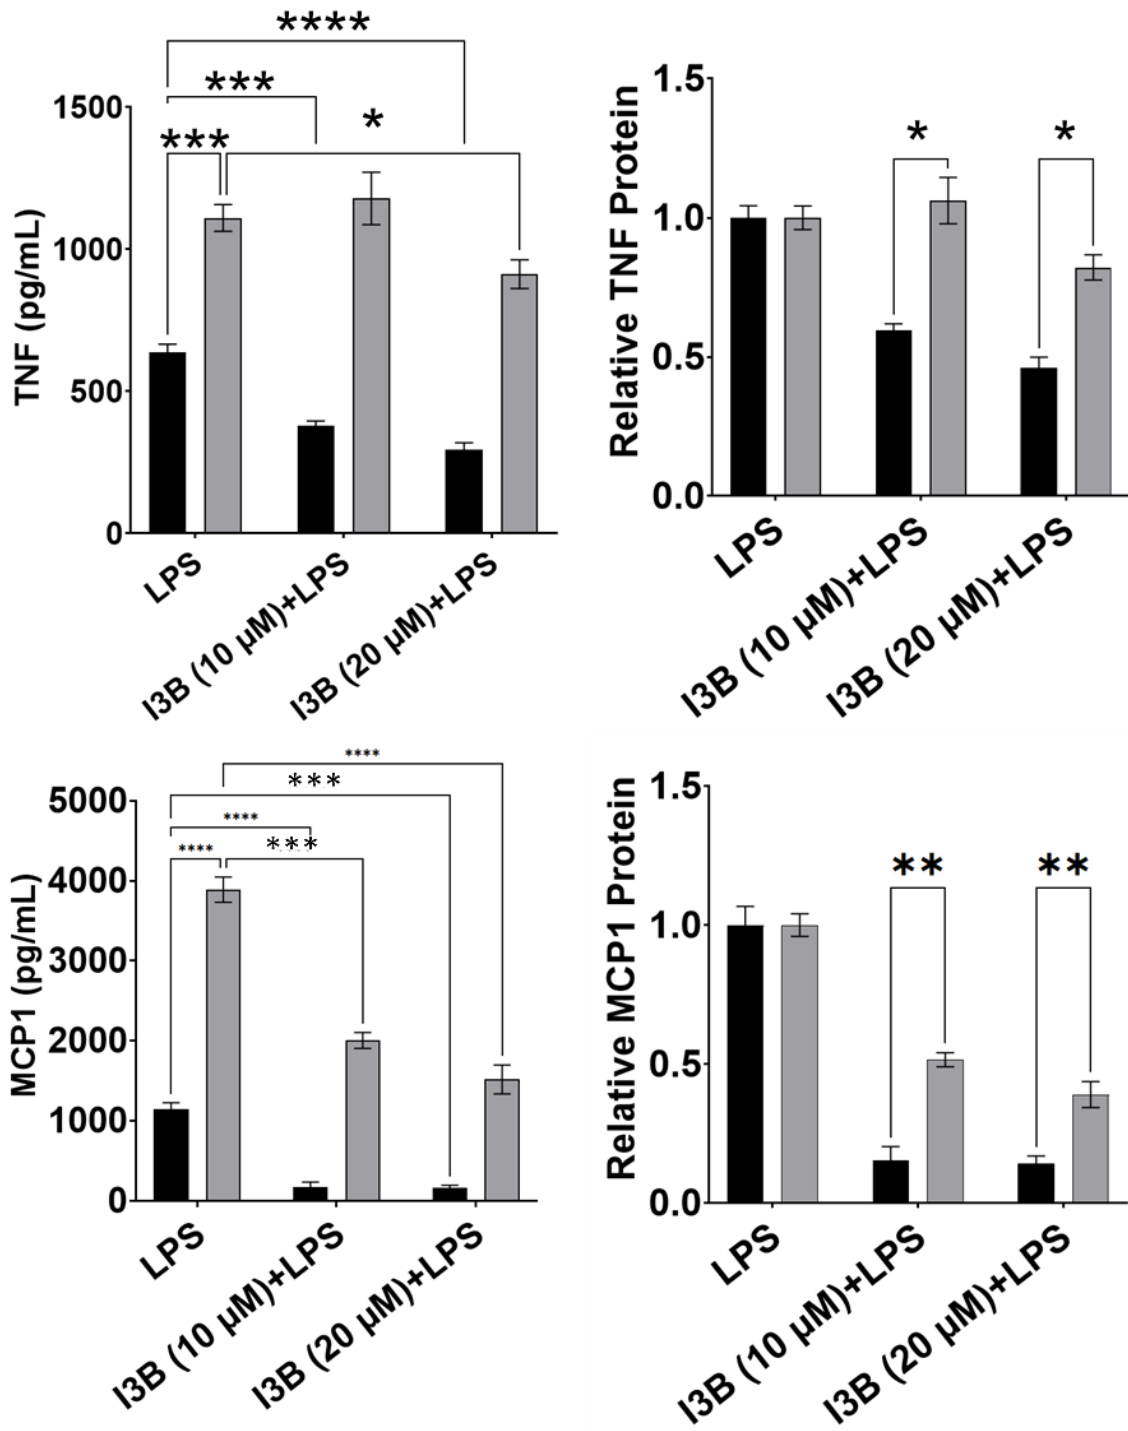 ****
***
*
***
1500
1000
500
0
TNF (pg/mL)
LPS
I3B (10 µM)+LPS
I3B (20 µM)+LPS
1.5
1.0
0.5
0.0
Relative TNF Protein
*
*
LPS
I3B (10 µM)+LPS
I3B (20 µM)+LPS
****
***
****
***
****
5000
4000
3000
2000
1000
0
MCP1 (pg/mL)
LPS
I3B (10 µM)+LPS
I3B (20 µM)+LPS
1.5
1.0
0.5
0.0
Relative MCP1 Protein
**
**
LPS
I3B (10 µM)+LPS
I3B (20 µM)+LPS